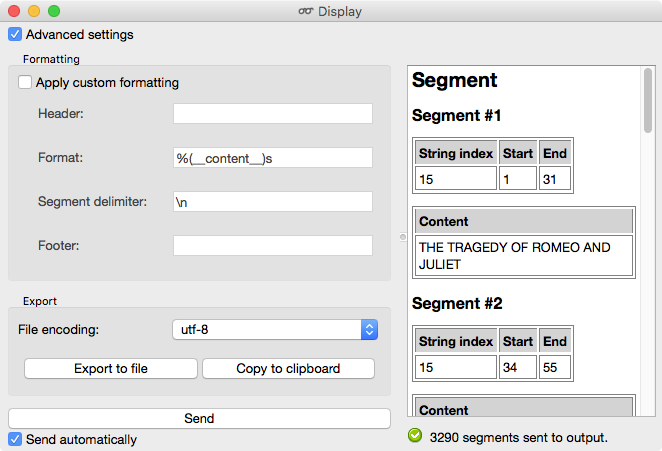 Display
Advanced settings
Formatting
Apply custom formatting
Header:
Format: %(__content__)s
Segment delimiter: \n
Footer:
Export
File encoding: utf-8
Export to file Copy to clipboard
Send
Send automatically
Segment
Segment #1
String index Start End
15 1 31
Content
THE TRAGEDY OF ROMEO AND
JULIET
Segment #2
String index Start End
15 34 55
Content
3290 segments sent to output.